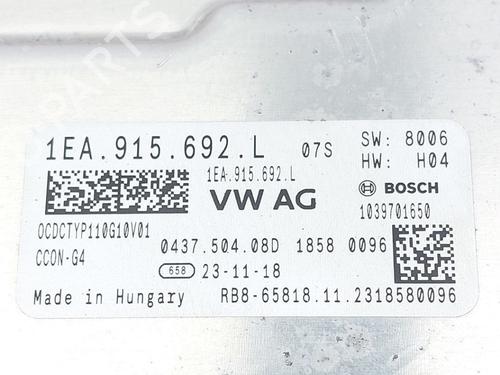 PARTS
1EA.915.692.L 07S SW: 8006
HW: H04
1EA.915.692.L
VW AG BOSCH
1039701650
OCDCTYP110G10V01
CCON-G4 0437.504.08D 1858 0096
658 23-11-18
Made in Hungary RB8-65818.11.2318580096